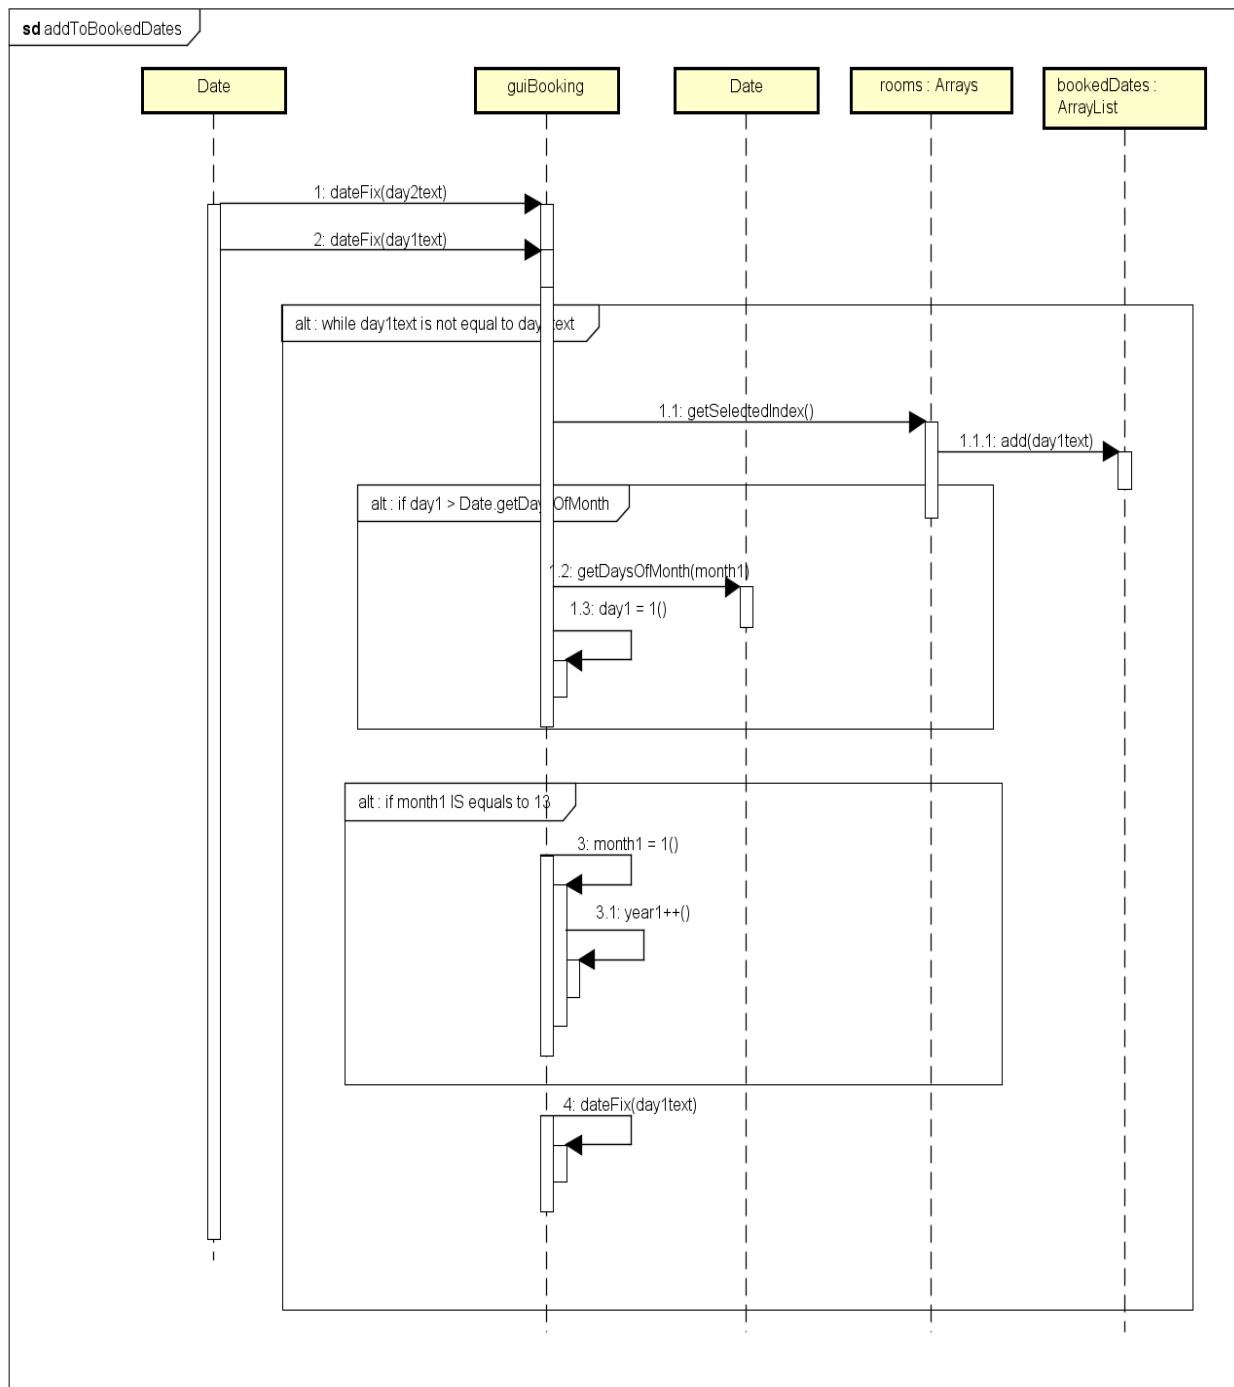 sd addToBookedDates
Date
guiBooking
Date
rooms : Arrays
bookedDates :
ArrayList
1: dateFix(day2text)
2: dateFix(day1text)
alt : while day1text is not equal to text
1.1: getSelectedIndex()
1.1.1: add(day1text)
alt : if day1 > Date.getDaysOfMonth
1.2: getDaysOfMonth(month1)
1.3: day1 = 1()
alt : if month1 IS equals to 13
3: month1 = 1()
3.1: year1++()
4: dateFix(day1text)